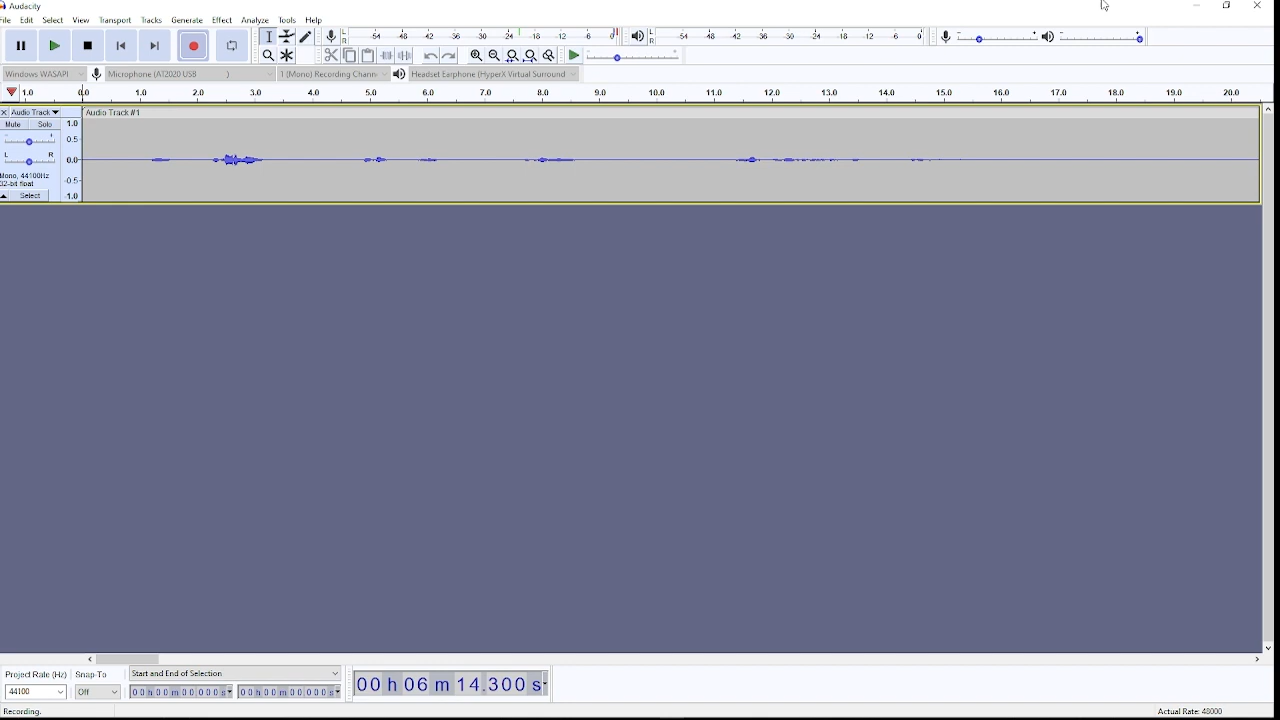 Audacity
File Edit Select View Transport Tracks Generate Effect Analyze Tools Help
L -54 -48 -42 -36 -30 -24 -18 -12 -6 0 L -54 -48 -42 -36 -30 -24 -18 -12 -6 0 - + - +
R R
Windows WASAPI Microphone (AT2020 USB ) 1 (Mono) Recording Chann Headset Earphone (HyperX Virtual Surround
1.0 0.0 1.0 2.0 3.0 4.0 5.0 6.0 7.0 8.0 9.0 10.0 11.0 12.0 13.0 14.0 15.0 16.0 17.0 18.0 19.0 20.0
Audio Track Audio Track #1
Mute Solo 1.0
- + 0.5
L R 0.0
Mono, 44100Hz
32-bit float -0.5
Select -1.0
Project Rate (Hz) Snap-To Start and End of Selection
44100 Off 00 h 00 m 00.000 s 00 h 00 m 00.000 s 00 h 06 m 14.300 s
Recording. Actual Rate: 48000